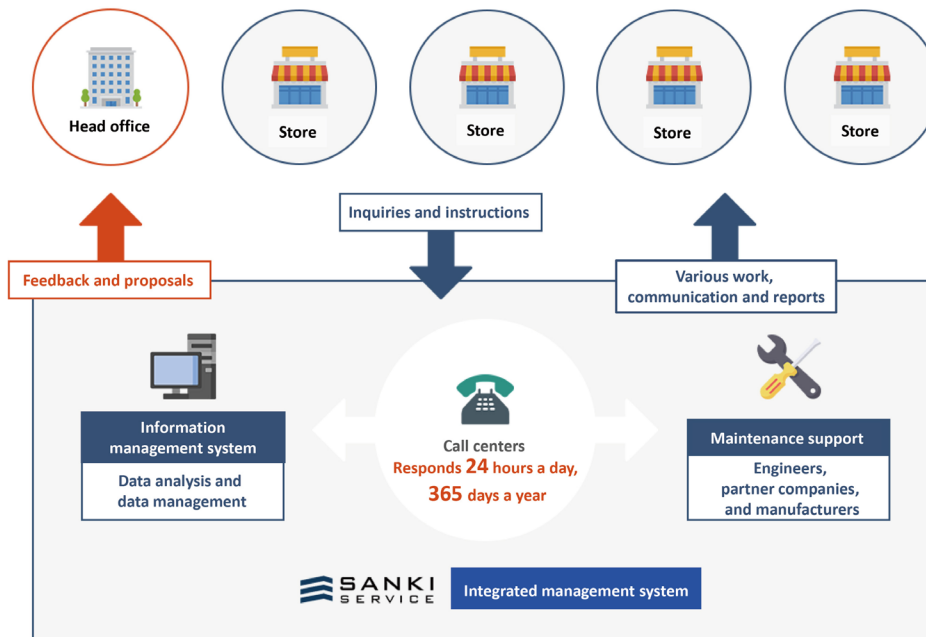 Head office
Store
Store
Store
Store
Inquiries and instructions
Feedback and proposals
Various work,
communication and reports
Information
management system
Data analysis and
data management
Call centers
Responds 24 hours a day,
365 days a year
Maintenance support
Engineers,
partner companies,
and manufacturers
SANKI
SERVICE
Integrated management system